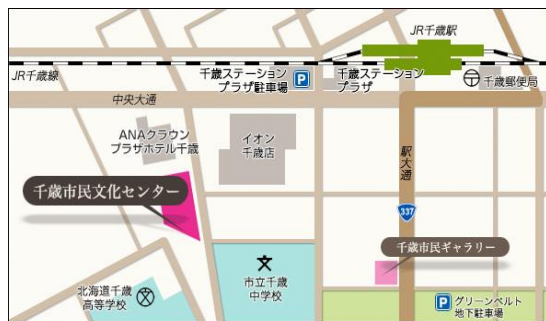 JR千歳駅
JR千歳線
千歳ステーション
プラザ駐車場
P
千歳ステーション
プラザ
千歳郵便局
中央大通
ANAクラウン
プラザホテル千歳
イオン
千歳店
駅大通
千歳市民文化センター
337
千歳市民ギャラリー
文
市立千歳
中学校
北海道千歳
高等学校
文
P
グリーンベルト
地下駐車場